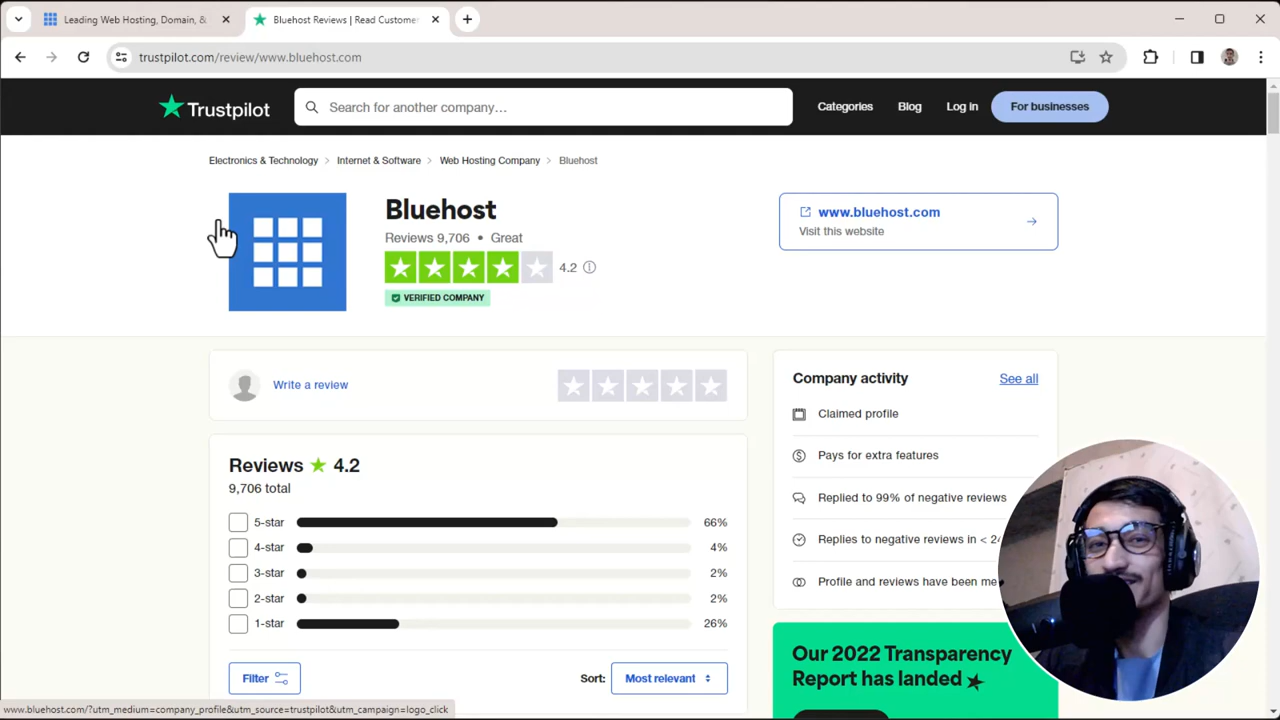 Leading Web Hosting, Domain, &
Bluehost Reviews | Read Custome
trustpilot.com/review/www.bluehost.com
Trustpilot
Search for another company...
Categories
Blog
Log in
For businesses
Electronics & Technology > Internet & Software > Web Hosting Company > Bluehost
Bluehost
Reviews 9,706 • Great
4.2
VERIFIED COMPANY
www.bluehost.com
Visit this website
Write a review
Company activity
See all
Claimed profile
Pays for extra features
Replied to 99% of negative reviews
Replies to negative reviews in < 24
Profile and reviews have been me
Reviews ★ 4.2
9,706 total
5-star 66%
4-star 4%
3-star 2%
2-star 2%
1-star 26%
Filter
Sort: Most relevant
Our 2022 Transparency
Report has landed
www.bluehost.com/?utm_medium=company_profile&utm_source=trustpilot&utm_campaign=logo_click